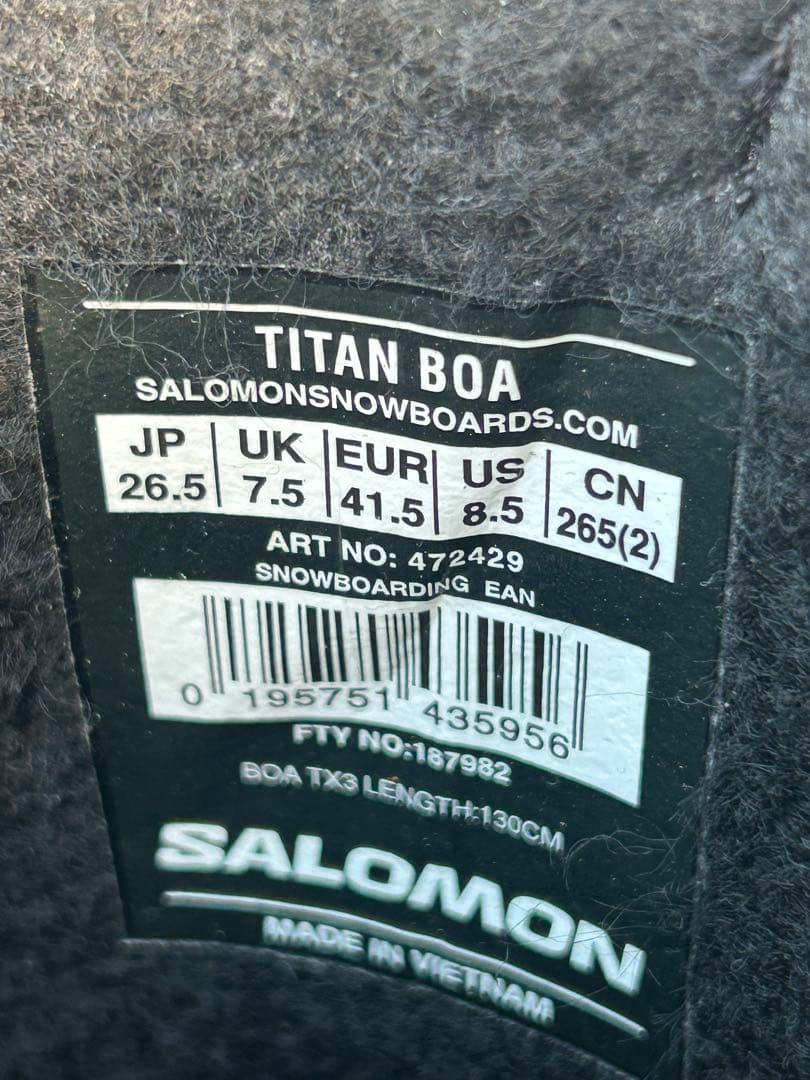 TITAN BOA
SALOMONSNOWBOARDS.COM
JP UK EUR US CN
26.5 7.5 41.5 8.5 265(2)
ART NO: 472429
SNOWBOARDING EAN
0 195751 435956
FTY NO:187982
BOA TX3 LENGTH:130CM
SALOMON
MADE IN VIETNAM